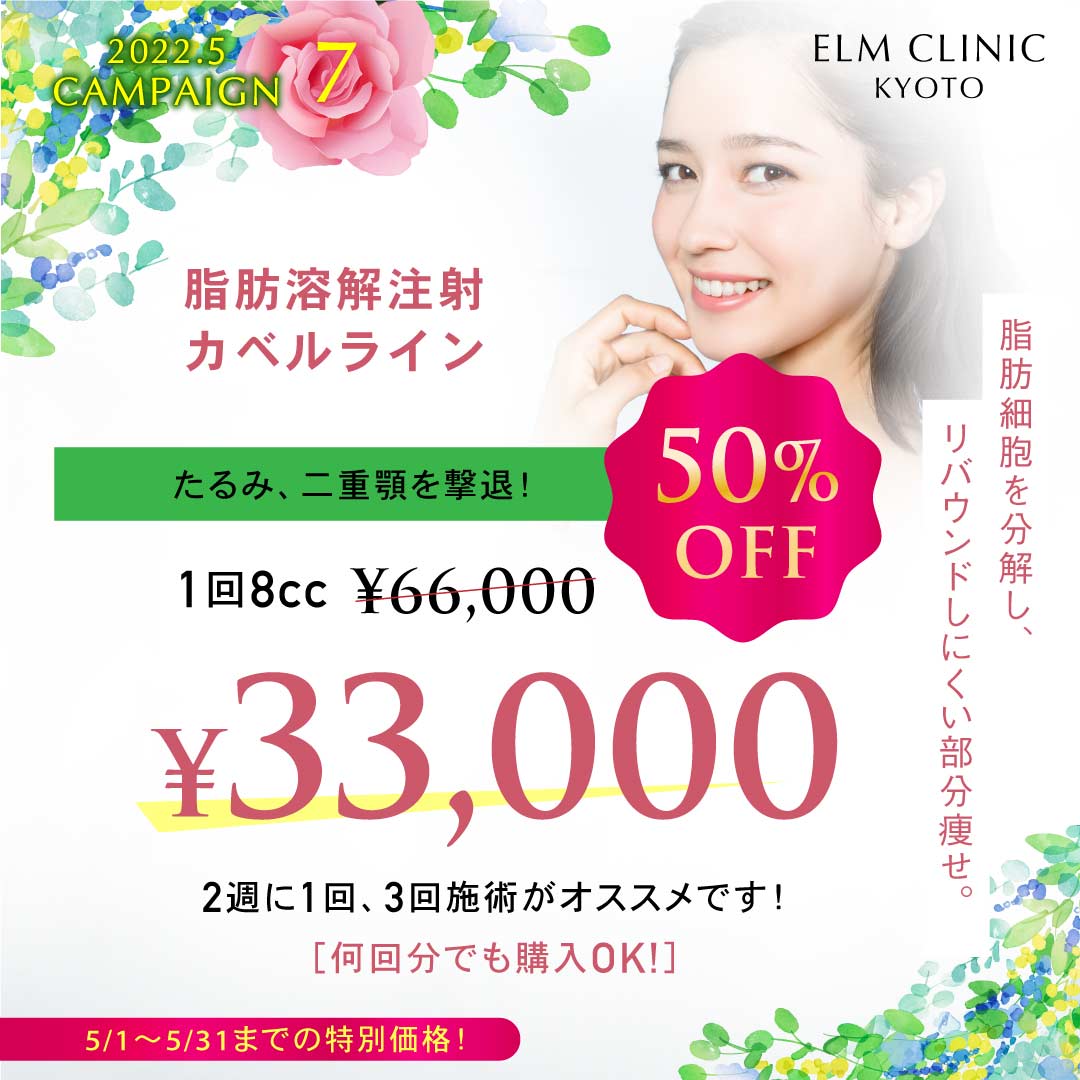 2022.5
CAMPAIGN 7
ELM CLINIC
KYOTO
脂肪溶解注射
カベルライン
脂肪細胞を分解し、
リバウンドしにくい部分痩せ。
たるみ、二重顎を撃退!
50%
OFF
1回8cc ¥66,000
¥33,000
2週に1回、3回施術がオススメです!
[何回分でも購入OK!]
5/1〜5/31までの特別価格!